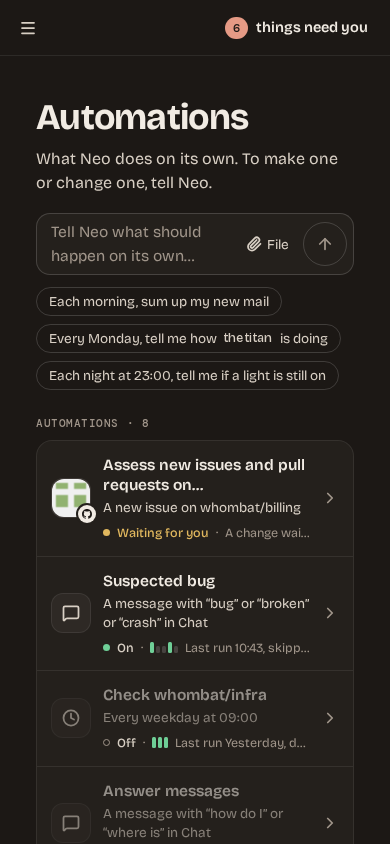 6 things need you
Automations
What Neo does on its own. To make one
or change one, tell Neo.
Tell Neo what should
happen on its own...
File
Each morning, sum up my new mail
Every Monday, tell me how thetitan is doing
Each night at 23:00, tell me if a light is still on
AUTOMATIONS · 8
Assess new issues and pull
requests on...
A new issue on whombat/billing
Waiting for you · A change wai...
Suspected bug
A message with “bug” or “broken”
or “crash” in Chat
On · Last run 10:43, skipp...
Check whombat/infra
Every weekday at 09:00
Off · Last run Yesterday, d...
Answer messages
A message with “how do I” or
“where is” in Chat